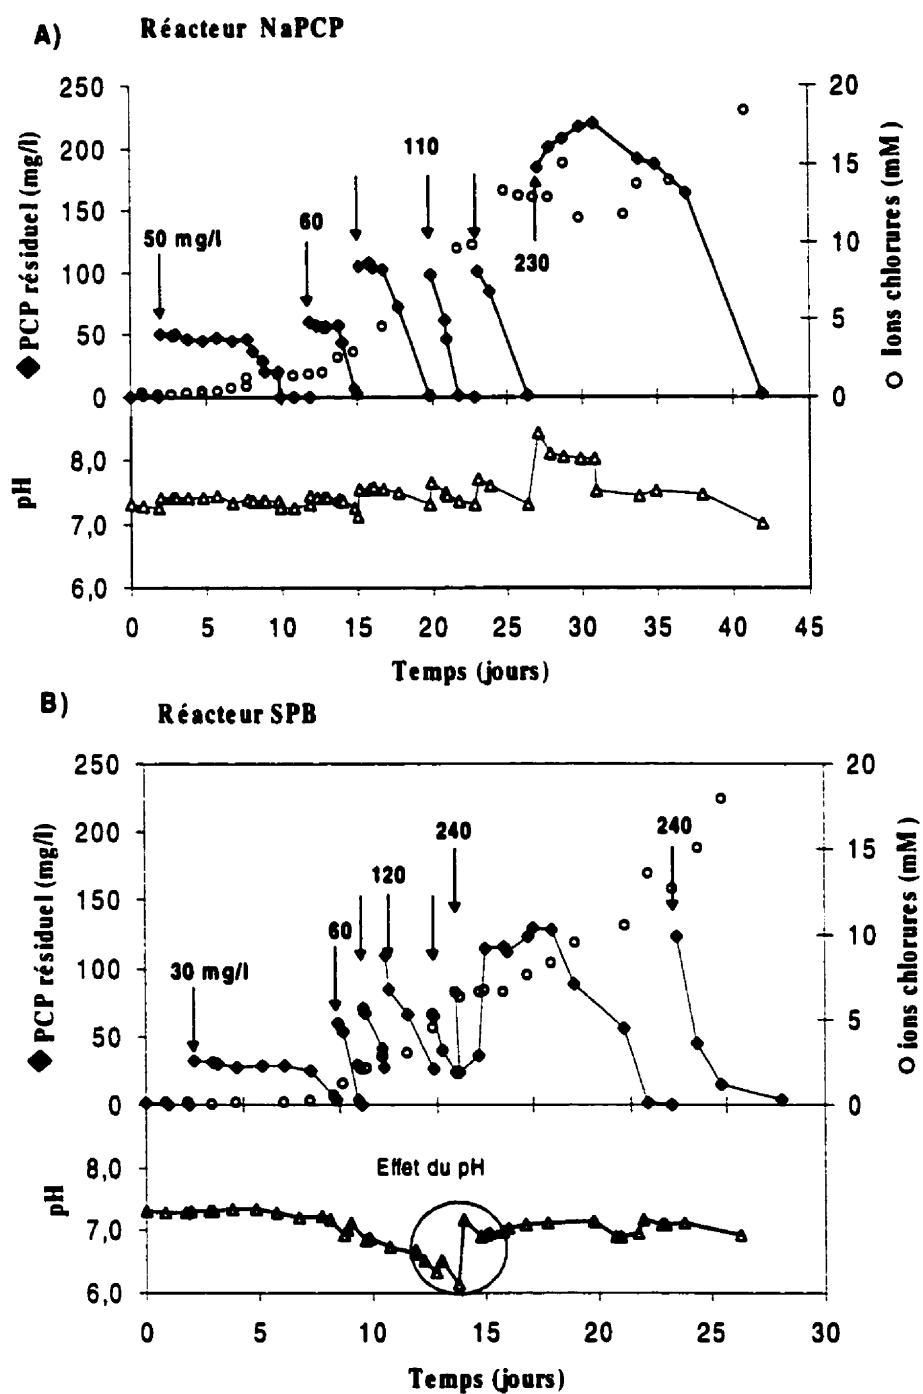 A) Réacteur NaPCP
◆PCP résiduel (mg/l)
250
200
150
100
50
0
50 mg/l
60
110
230
20
15
10
5
0
O Ions chlorures (mM)
pH
8,0
7,0
6,0
0 5 10 15 20 25 30 35 40 45
Temps (jours)
B) Réacteur SPB
◆PCP résiduel (mg/l)
250
200
150
100
50
0
30 mg/l
60
120
240
240
20
15
10
5
0
O ions chlorures (mM)
Effet du pH
pH
8,0
7,0
6,0
0 5 10 15 20 25 30
Temps (jours)